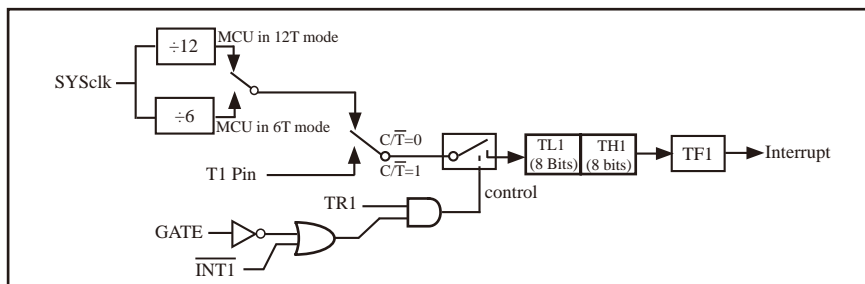 ÷12
MCU in 12T mode
SYSclk
÷6
MCU in 6T mode
C/T̅=0
C/T̅=1
T1 Pin
TL1
(8 Bits)
TH1
(8 bits)
TF1
Interrupt
control
TR1
GATE
I̅N̅T̅1̅